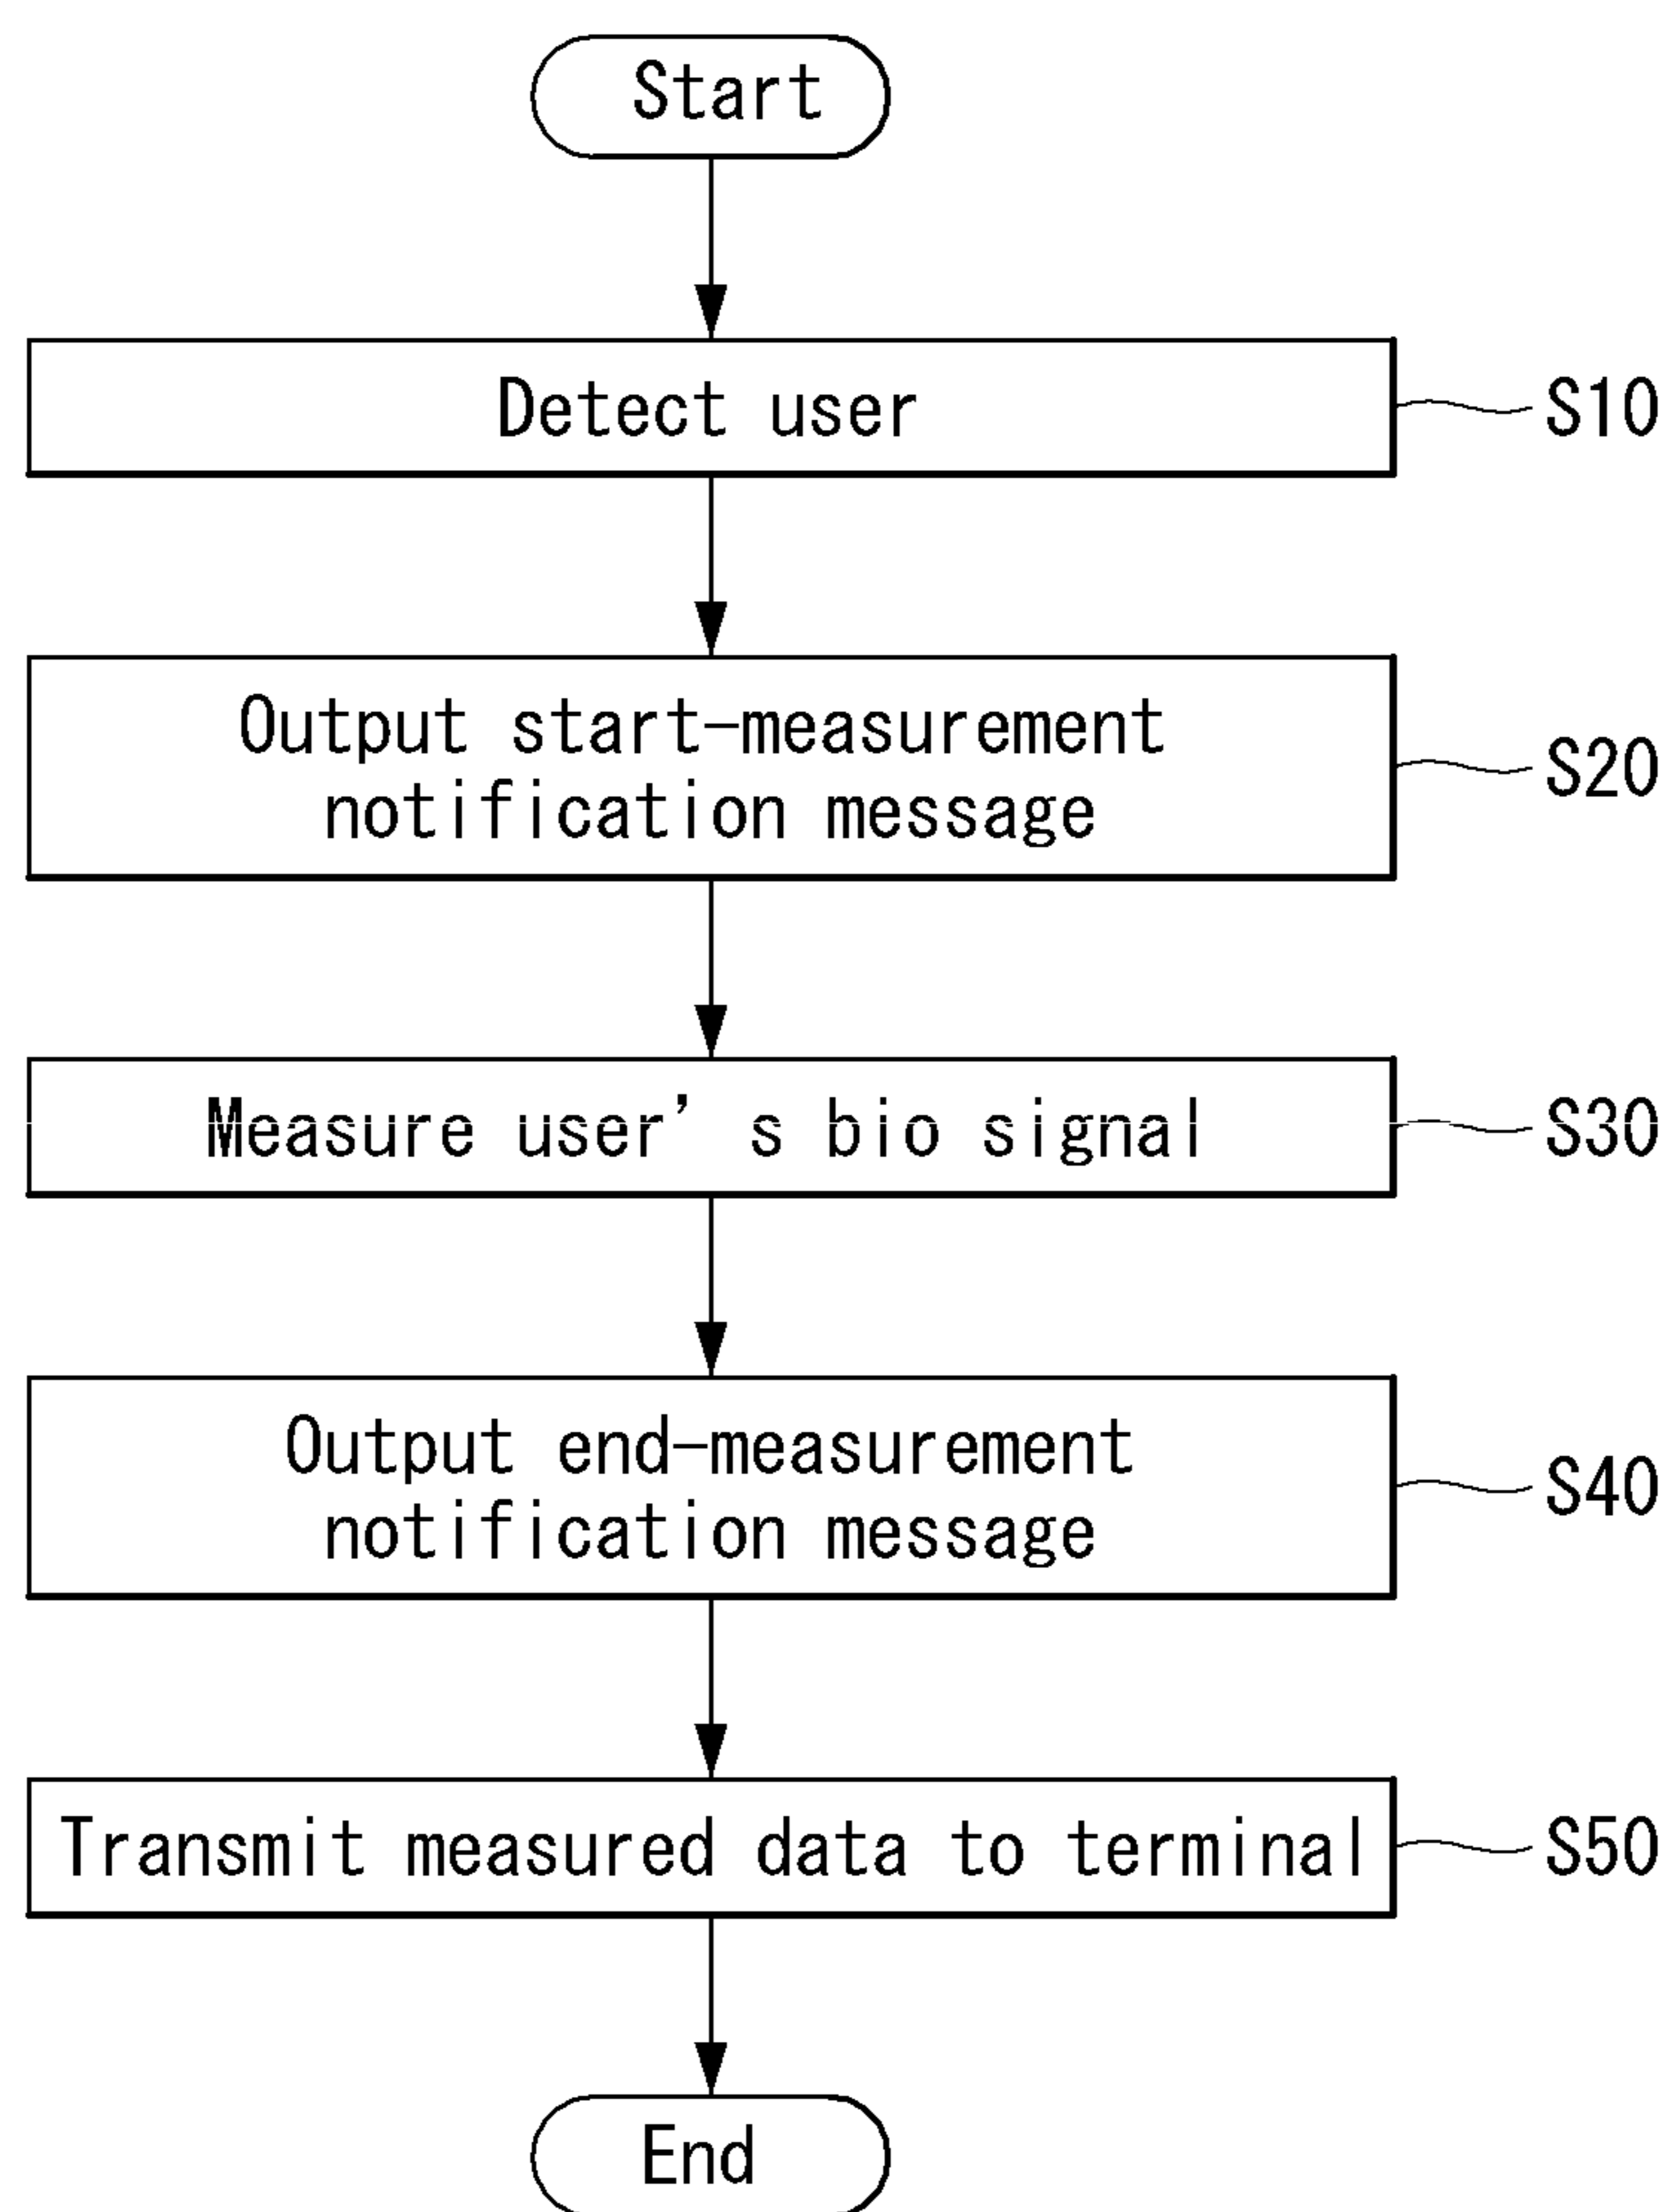 Start
Detect user
S10
Output start-measurement
notification message
S20
Measure user's bio signal
S30
Output end-measurement
notification message
S40
Transmit measured data to terminal
S50
End